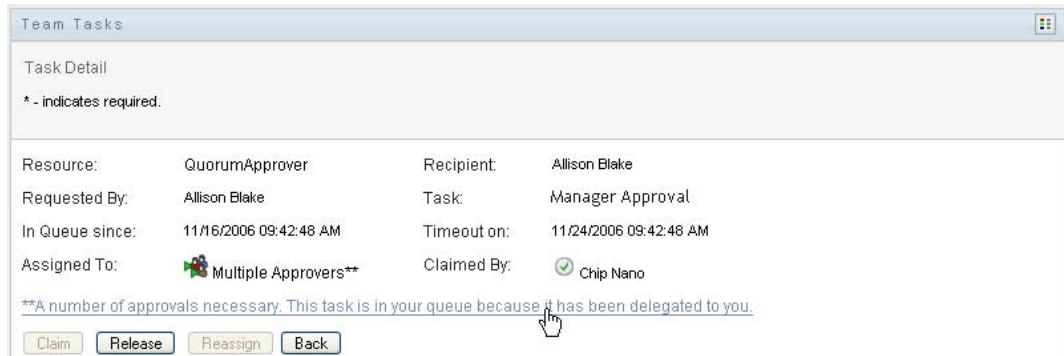 Team Tasks
Task Detail
* - indicates required.
Resource: QuorumApprover Recipient: Allison Blake
Requested By: Allison Blake Task: Manager Approval
In Queue since: 11/16/2006 09:42:48 AM Timeout on: 11/24/2006 09:42:48 AM
Assigned To: Multiple Approvers** Claimed By: Chip Nano
**A number of approvals necessary. This task is in your queue because it has been delegated to you.
Claim Release Reassign Back